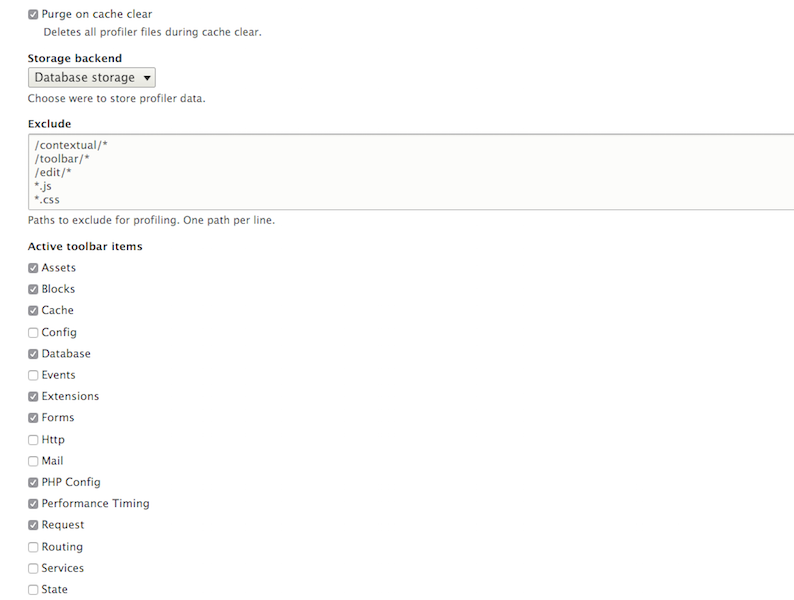 Purge on cache clear
Deletes all profiler files during cache clear.
Storage backend
Database storage
Choose were to store profiler data.
Exclude
/contextual/*
/toolbar/*
/edit/*
*.js
*.css
Paths to exclude for profiling. One path per line.
Active toolbar items
Assets
Blocks
Cache
Config
Database
Events
Extensions
Forms
Http
Mail
PHP Config
Performance Timing
Request
Routing
Services
State